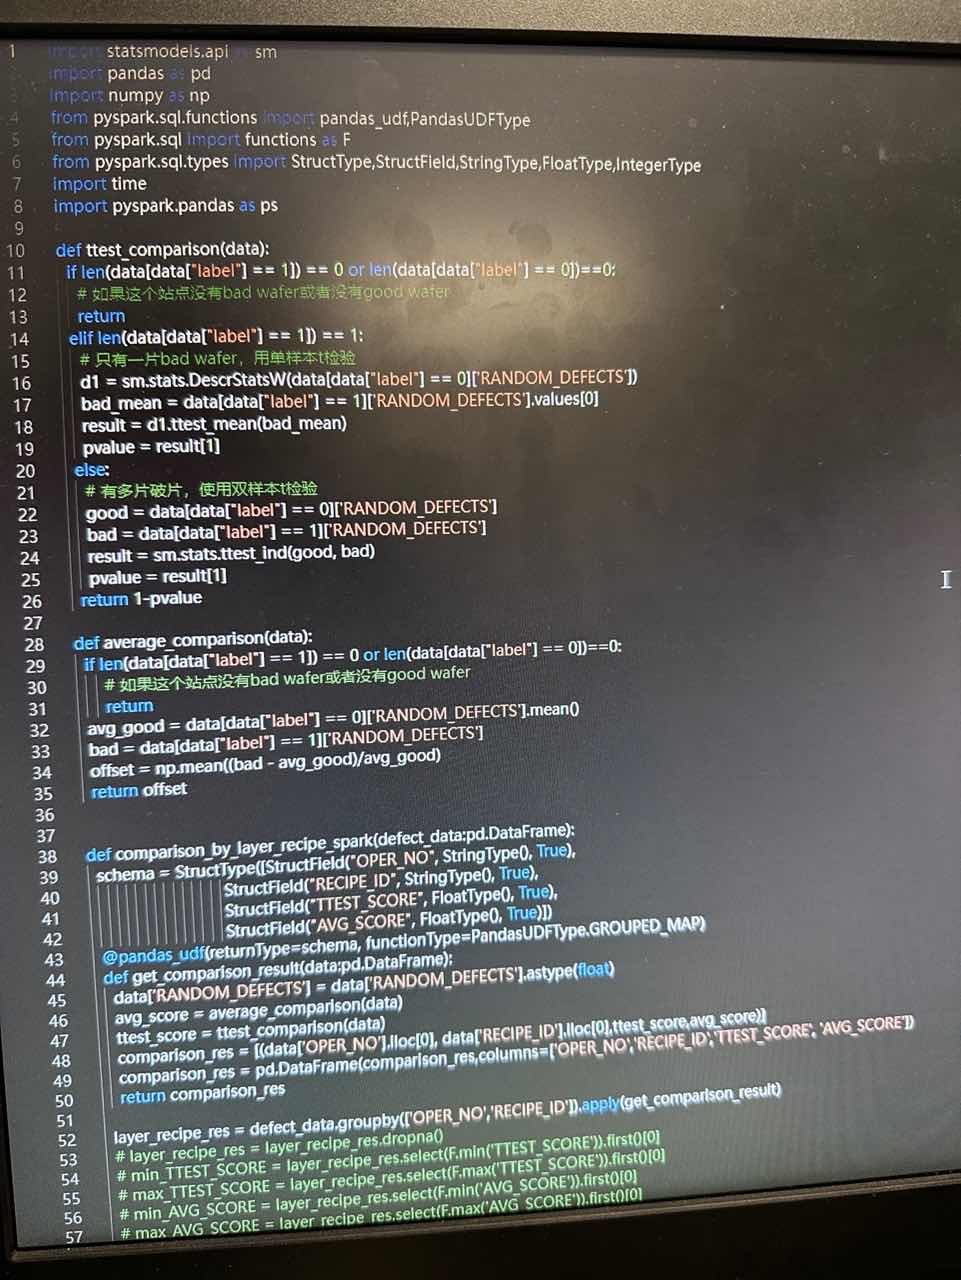 1 import statsmodels.api as sm
import pandas as pd
import numpy as np
4 from pyspark.sql.functions import pandas_udf,PandasUDFType
5 from pyspark.sql import functions as F
6 from pyspark.sql.types import StructType,StructField,StringType,FloatType,IntegerType
7 import time
8 import pyspark.pandas as ps
9
10 def ttest_comparison(data):
11 if len(data[data["label"] == 1]) == 0 or len(data[data["label"] == 0])==0:
12 # 如果这个站点没有bad wafer或者没有good wafer
13 return
14 elif len(data[data["label"] == 1]) == 1:
15 # 只有一片bad wafer，用单样本t检验
16 d1 = sm.stats.DescrStatsW(data[data["label"] == 0]['RANDOM_DEFECTS'])
17 bad_mean = data[data["label"] == 1]['RANDOM_DEFECTS'].values[0]
18 result = d1.ttest_mean(bad_mean)
19 pvalue = result[1]
20 else:
21 # 有多片破片，使用双样本t检验
22 good = data[data["label"] == 0]['RANDOM_DEFECTS']
23 bad = data[data["label"] == 1]['RANDOM_DEFECTS']
24 result = sm.stats.ttest_ind(good, bad)
25 pvalue = result[1]
26 return 1-pvalue
27
28 def average_comparison(data):
29 if len(data[data["label"] == 1]) == 0 or len(data[data["label"] == 0])==0:
30 # 如果这个站点没有bad wafer或者没有good wafer
31 return
32 avg_good = data[data["label"] == 0]['RANDOM_DEFECTS'].mean()
33 bad = data[data["label"] == 1]['RANDOM_DEFECTS']
34 offset = np.mean((bad - avg_good)/avg_good)
35 return offset
36
37
38 def comparison_by_layer_recipe_spark(defect_data:pd.DataFrame):
39 schema = StructType([StructField("OPER_NO", StringType(), True),
40 StructField("RECIPE_ID", StringType(), True),
41 StructField("TTEST_SCORE", FloatType(), True),
42 StructField("AVG_SCORE", FloatType(), True)])
43 @pandas_udf(returnType=schema, functionType=PandasUDFType.GROUPED_MAP)
44 def get_comparison_result(data:pd.DataFrame):
45 data['RANDOM_DEFECTS'] = data['RANDOM_DEFECTS'].astype(float)
46 avg_score = average_comparison(data)
47 ttest_score = ttest_comparison(data)
48 comparison_res = [(data['OPER_NO'].iloc[0], data['RECIPE_ID'].iloc[0],ttest_score,avg_score)]
49 comparison_res = pd.DataFrame(comparison_res,columns=['OPER_NO','RECIPE_ID','TTEST_SCORE', 'AVG_SCORE'])
50 return comparison_res
51
52 layer_recipe_res = defect_data.groupby(['OPER_NO','RECIPE_ID']).apply(get_comparison_result)
53 # layer_recipe_res = layer_recipe_res.dropna()
54 # min_TTEST_SCORE = layer_recipe_res.select(F.min('TTEST_SCORE')).first()[0]
55 # max_TTEST_SCORE = layer_recipe_res.select(F.max('TTEST_SCORE')).first()[0]
56 # min_AVG_SCORE = layer_recipe_res.select(F.min('AVG_SCORE')).first()[0]
57 # max_AVG_SCORE = layer_recipe_res.select(F.max('AVG_SCORE')).first()[0]